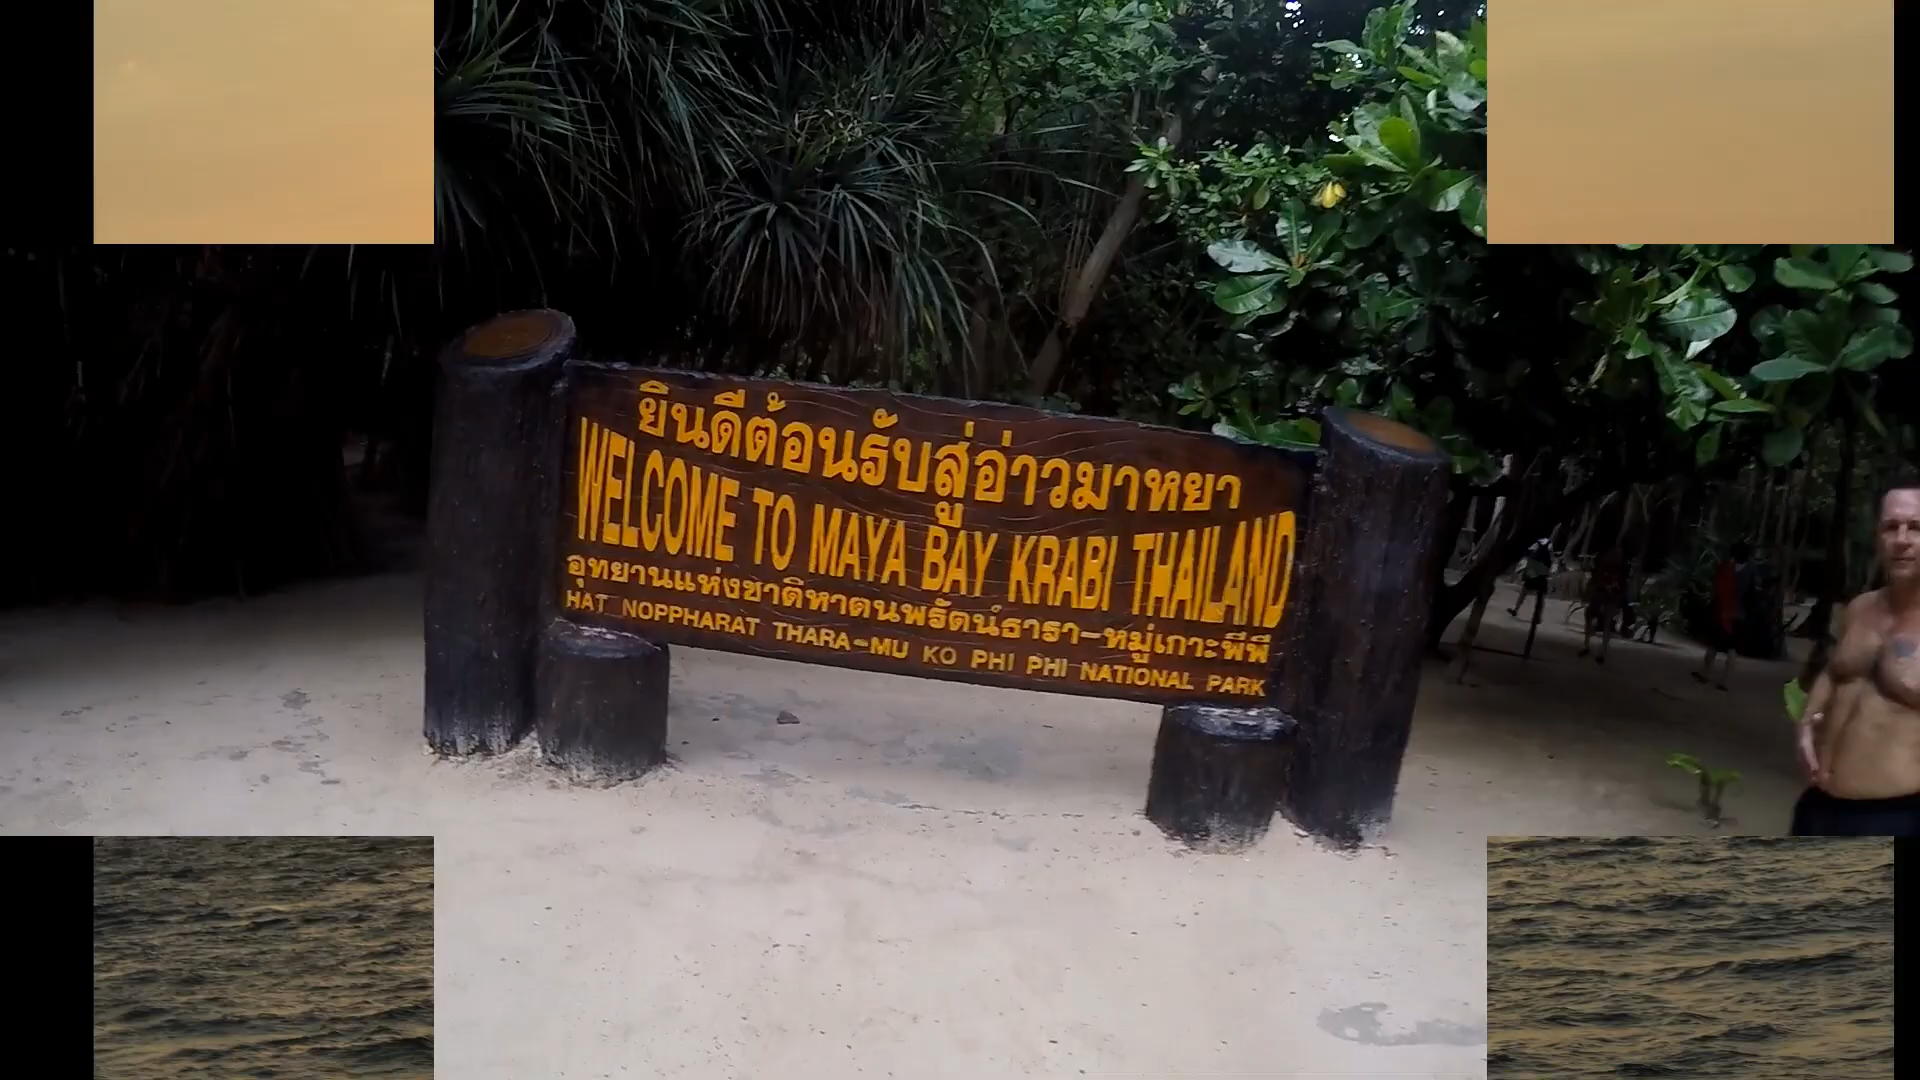 ยินดีต้อนรับสู่อ่าวมาหยา
WELCOME TO MAYA BAY KRABI THAILAND
อุทยานแห่งชาติหาดนพรัตน์ธารา-หมู่เกาะพีพี
HAT NOPPHARAT THARA-MU KO PHI PHI NATIONAL PARK